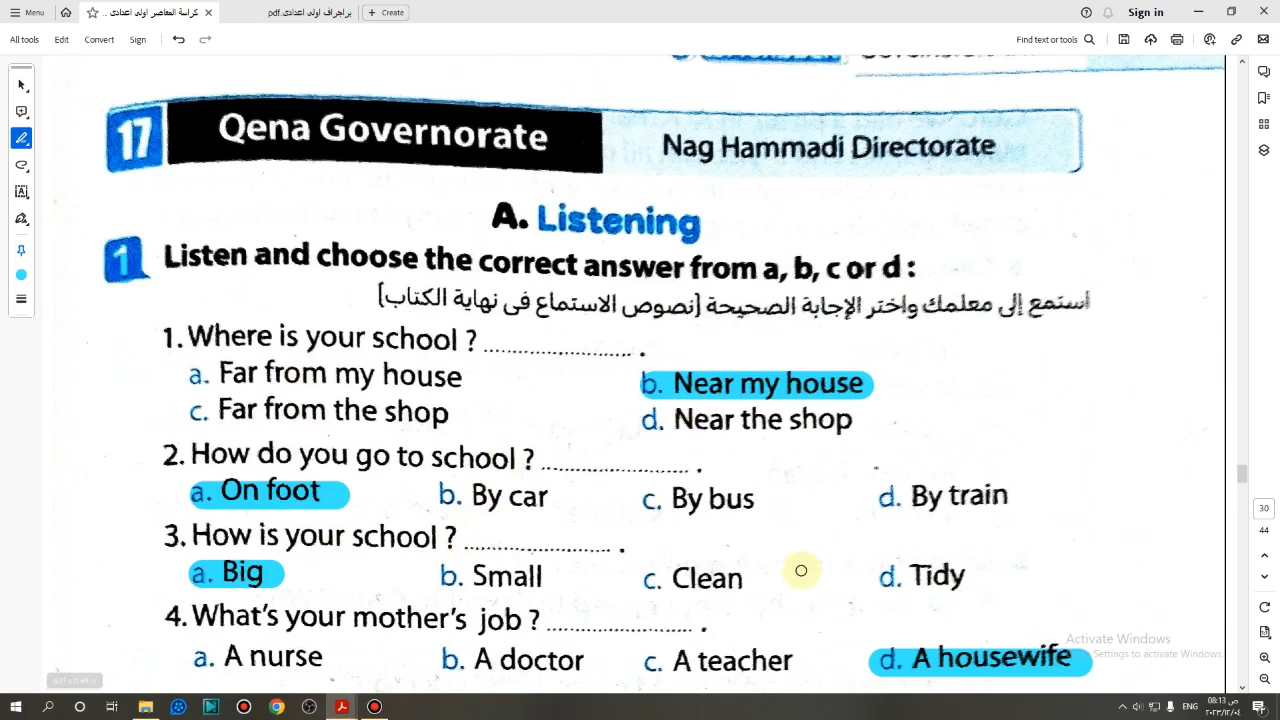 Menu
كراسة المعاصر اولى اعدادى ..
براجراف اولى اعدادى.pdf
Create
Sign in
All tools Edit Convert Sign
Find text or tools
17 Qena Governorate Nag Hammadi Directorate
A. Listening
1 Listen and choose the correct answer from a, b, c or d :
استمع إلى معلمك واختر الإجابة الصحيحة [نصوص الاستماع فى نهاية الكتاب]
1. Where is your school ? .............................. .
a. Far from my house b. Near my house
c. Far from the shop d. Near the shop
2. How do you go to school ? .............................. .
a. On foot b. By car c. By bus d. By train
3. How is your school ? .............................. .
a. Big b. Small c. Clean d. Tidy
4. What's your mother's job ? .............................. .
a. A nurse b. A doctor c. A teacher d. A housewife
30
44
Activate Windows
Settings to activate Windows.
ENG
08:13 ص